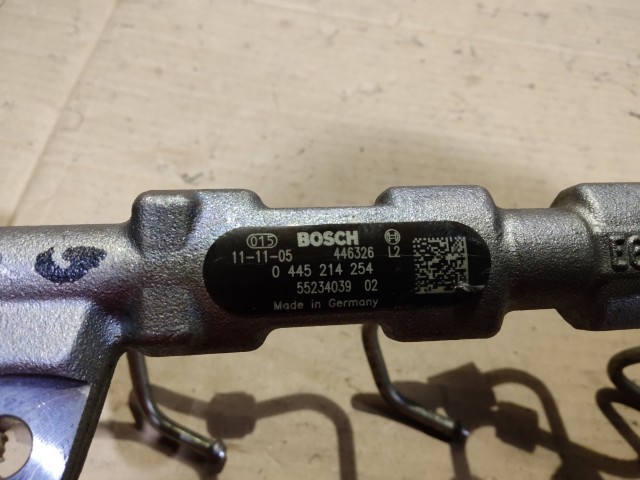 015 BOSCH
11-11-05 446326 L2
0 445 214 254
55234039 02
Made in Germany